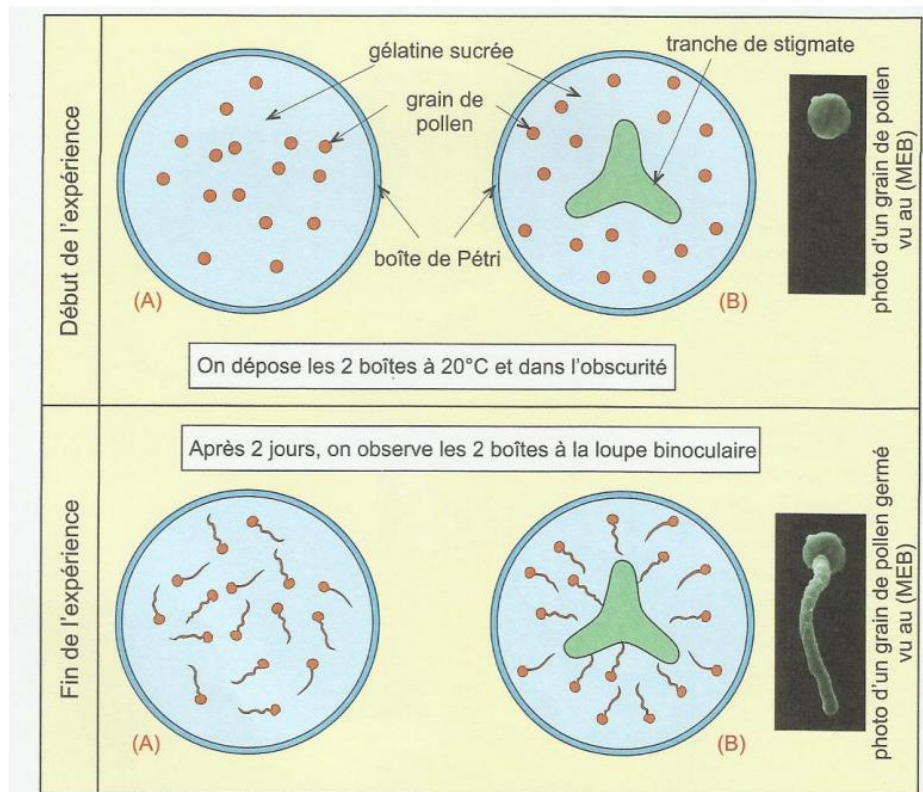 Début de l'expérience
gélatine sucrée
grain de
pollen
tranche de stigmate
boîte de Pétri
(A)
(B)
photo d'un grain de pollen
vu au (MEB)
On dépose les 2 boîtes à 20°C et dans l'obscurité
Fin de l'expérience
Après 2 jours, on observe les 2 boîtes à la loupe binoculaire
(A)
(B)
photo d'un grain de pollen germé
vu au (MEB)